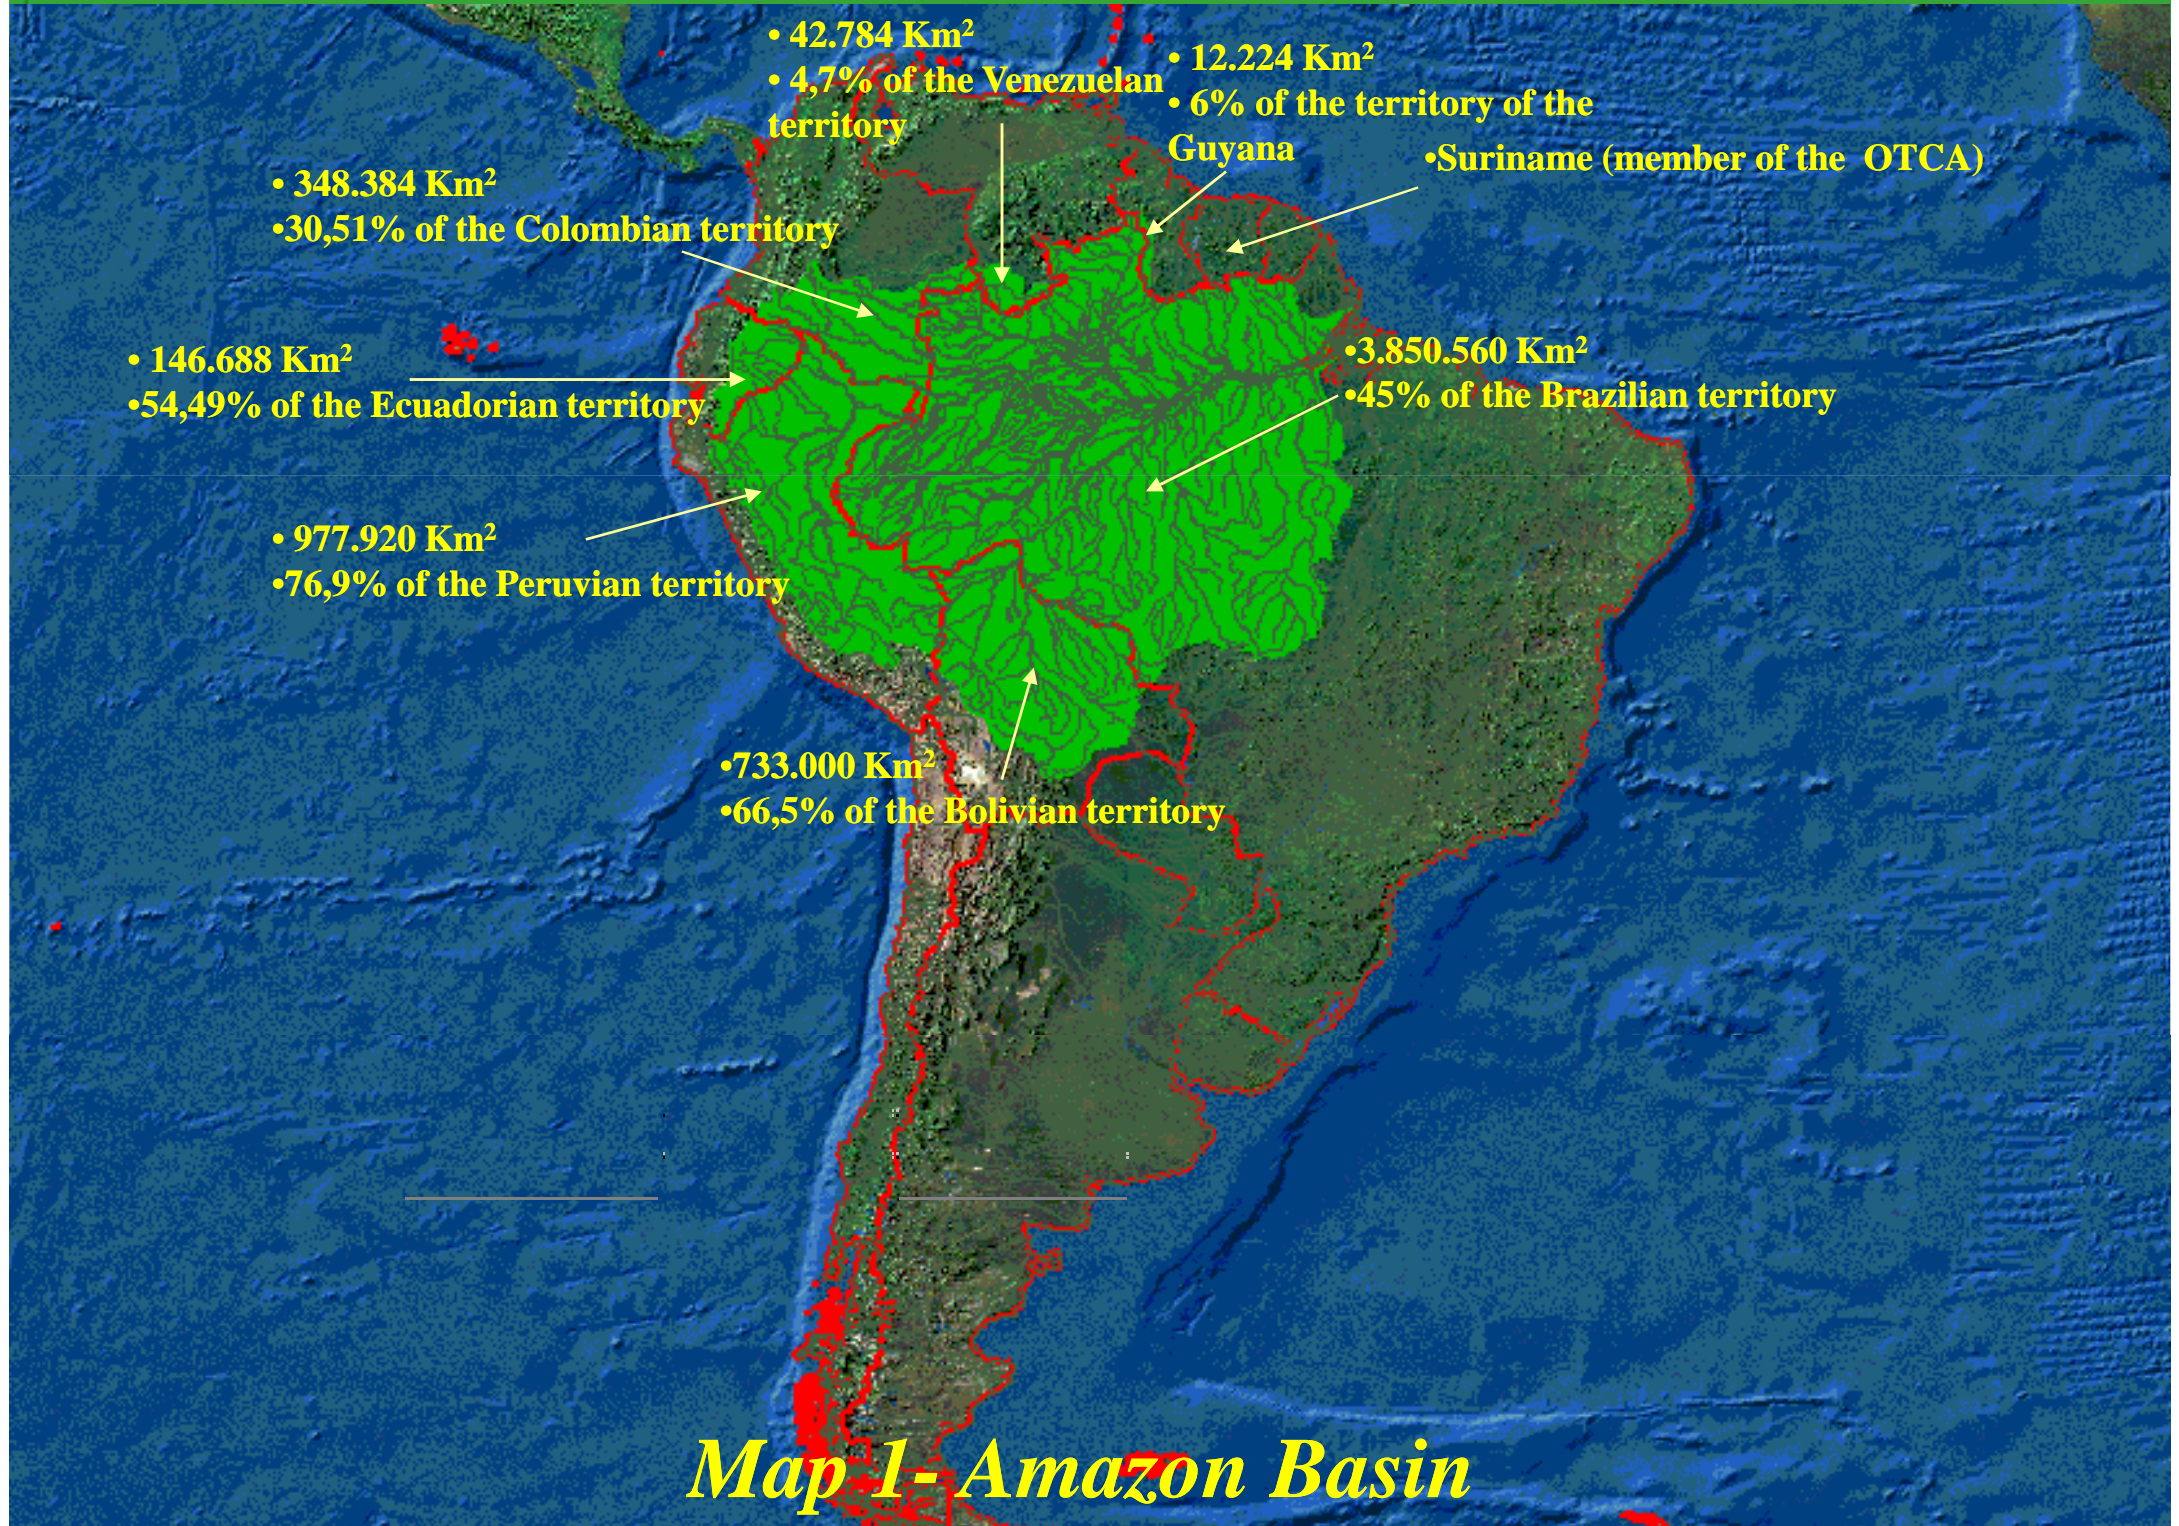 • 42.784 Km²
• 4,7% of the Venezuelan
territory
• 12.224 Km²
• 6% of the territory of the
Guyana
•Suriname (member of the  OTCA)
• 348.384 Km²
•30,51% of the Colombian territory
• 146.688 Km²
•54,49% of the Ecuadorian territory
•3.850.560 Km²
•45% of the Brazilian territory
• 977.920 Km²
•76,9% of the Peruvian territory
•733.000 Km²
•66,5% of the Bolivian territory
Map 1- Amazon Basin